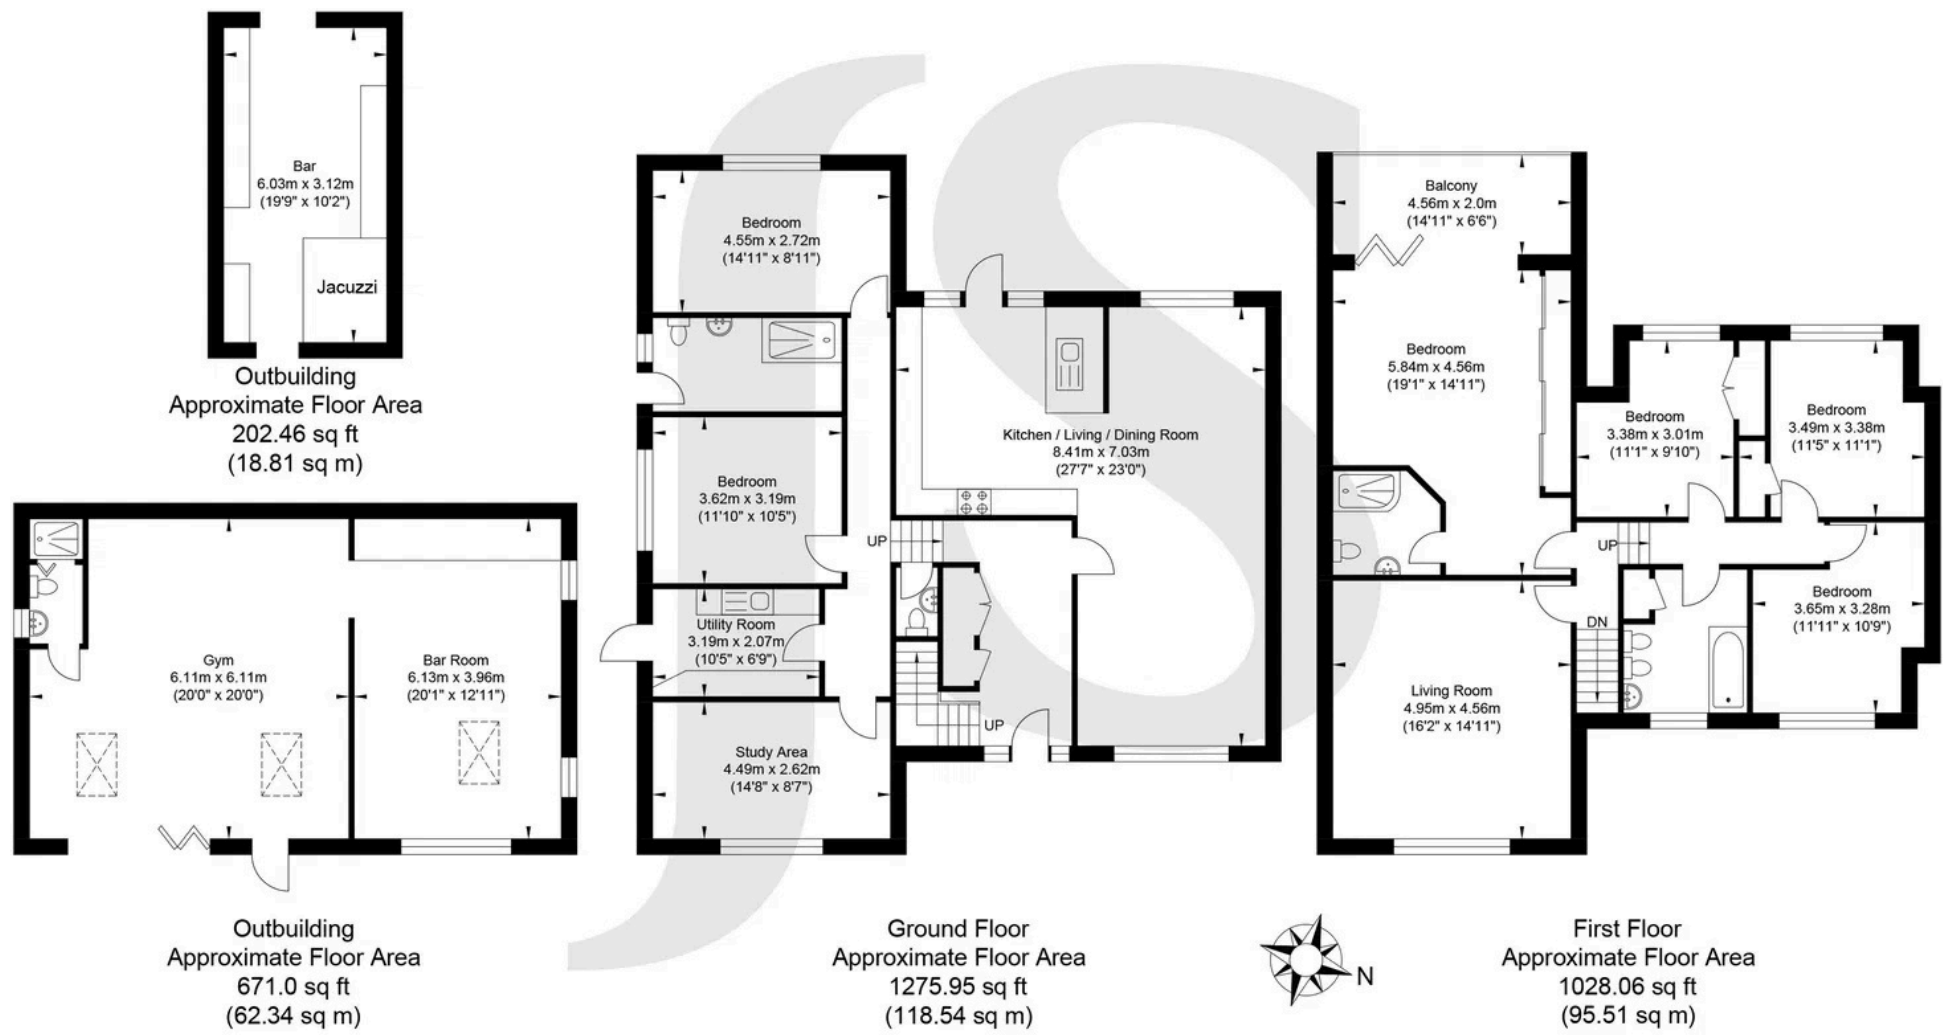 Bar
6.03m x 3.12m
(19'9" x 10'2")
Jacuzzi
Outbuilding
Approximate Floor Area
202.46 sq ft
(18.81 sq m)
Gym
6.11m x 6.11m
(20'0" x 20'0")
Bar Room
6.13m x 3.96m
(20'1" x 12'11")
Outbuilding
Approximate Floor Area
671.0 sq ft
(62.34 sq m)
Bedroom
4.55m x 2.72m
(14'11" x 8'11")
Kitchen / Living / Dining Room
8.41m x 7.03m
(27'7" x 23'0")
Bedroom
3.62m x 3.19m
(11'10" x 10'5")
UP
Utility Room
3.19m x 2.07m
(10'5" x 6'9")
UP
Study Area
4.49m x 2.62m
(14'8" x 8'7")
Ground Floor
Approximate Floor Area
1275.95 sq ft
(118.54 sq m)
N
Balcony
4.56m x 2.0m
(14'11" x 6'6")
Bedroom
5.84m x 4.56m
(19'1" x 14'11")
Bedroom
3.38m x 3.01m
(11'1" x 9'10")
Bedroom
3.49m x 3.38m
(11'5" x 11'1")
UP
Bedroom
3.65m x 3.28m
(11'11" x 10'9")
DN
Living Room
4.95m x 4.56m
(16'2" x 14'11")
First Floor
Approximate Floor Area
1028.06 sq ft
(95.51 sq m)